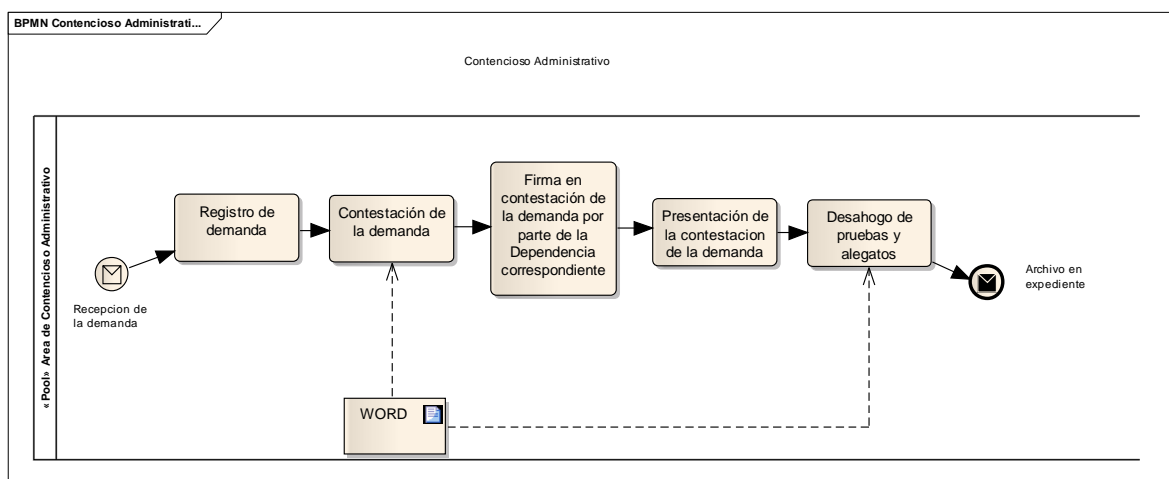 BPMN Contencioso Administrati...
Contencioso Administrativo
«Pool» Area de Contencioso Administrativo
Recepcion de
la demanda
Registro de
demanda
Contestación de
la demanda
Firma en
contestación de
la demanda por
parte de la
Dependencia
correspondiente
Presentación de
la contestacion
de la demanda
Desahogo de
pruebas y
alegatos
Archivo en
expediente
WORD